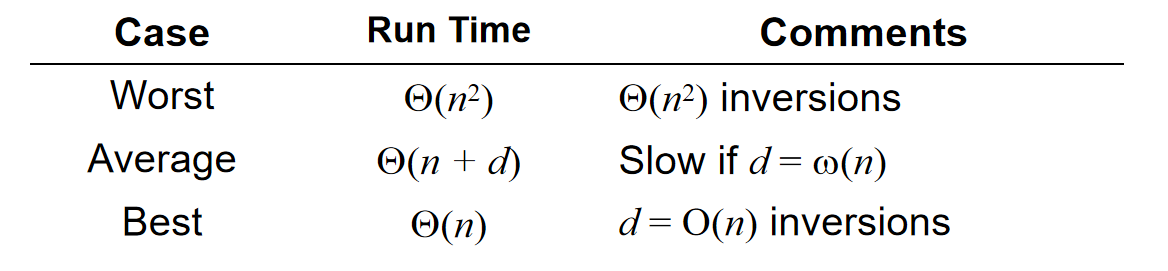 Case Run Time Comments
Worst Θ(n²) Θ(n²) inversions
Average Θ(n + d) Slow if d = ω(n)
Best Θ(n) d = O(n) inversions